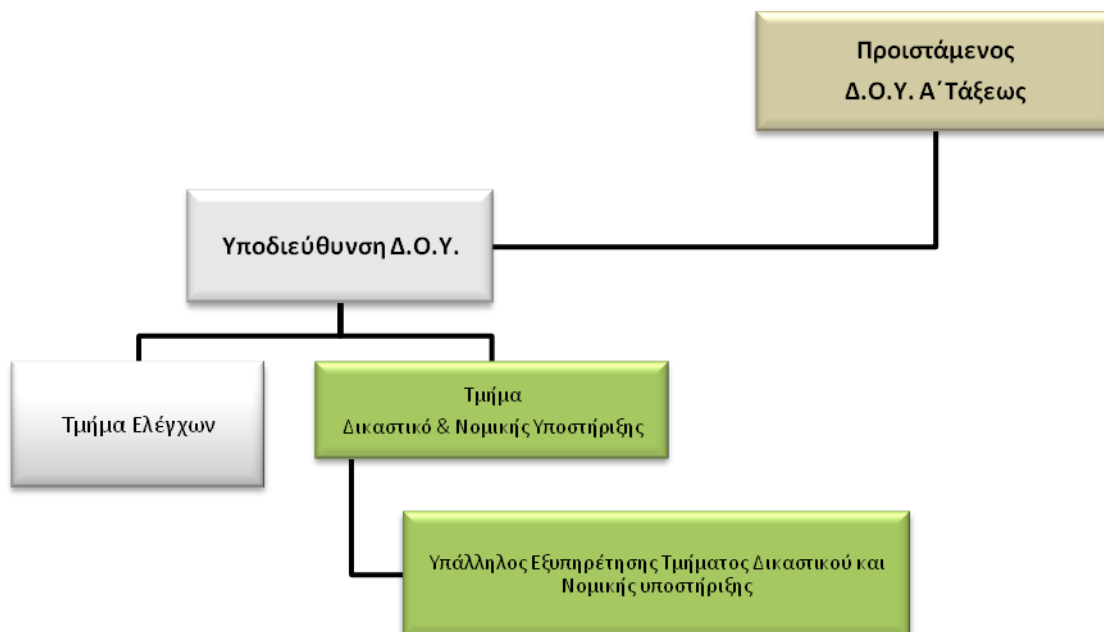 Προιστάμενος
Δ.Ο.Υ. Α΄Τάξεως
Υποδιεύθυνση Δ.Ο.Υ.
Τμήμα Ελέγχων
Τμήμα
Δικαστικό & Νομικής Υποστήριξης
Υπάλληλος Εξυπηρέτησης Τμήματος Δικαστικού και
Νομικής υποστήριξης